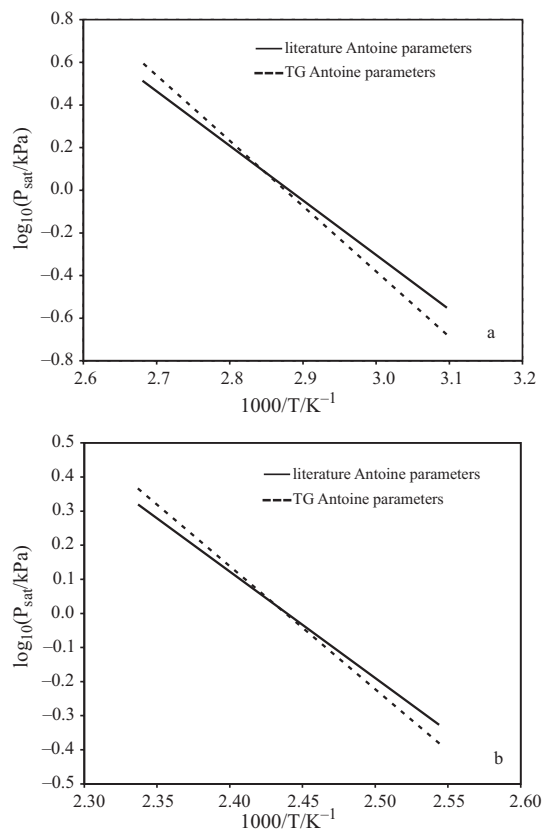 0.8
literature Antoine parameters
0.6
TG Antoine parameters
0.4
0.2
0.0
log₁₀(Pₛₐₜ/kPa)
–0.2
–0.4
–0.6
a
–0.8
2.6 2.7 2.8 2.9 3.0 3.1 3.2
1000/T/K⁻¹
0.5
literature Antoine parameters
0.4
TG Antoine parameters
0.3
0.2
0.1
0.0
log₁₀(Pₛₐₜ/kPa)
–0.1
–0.2
–0.3
–0.4
b
–0.5
2.30 2.35 2.40 2.45 2.50 2.55 2.60
1000/T/K⁻¹